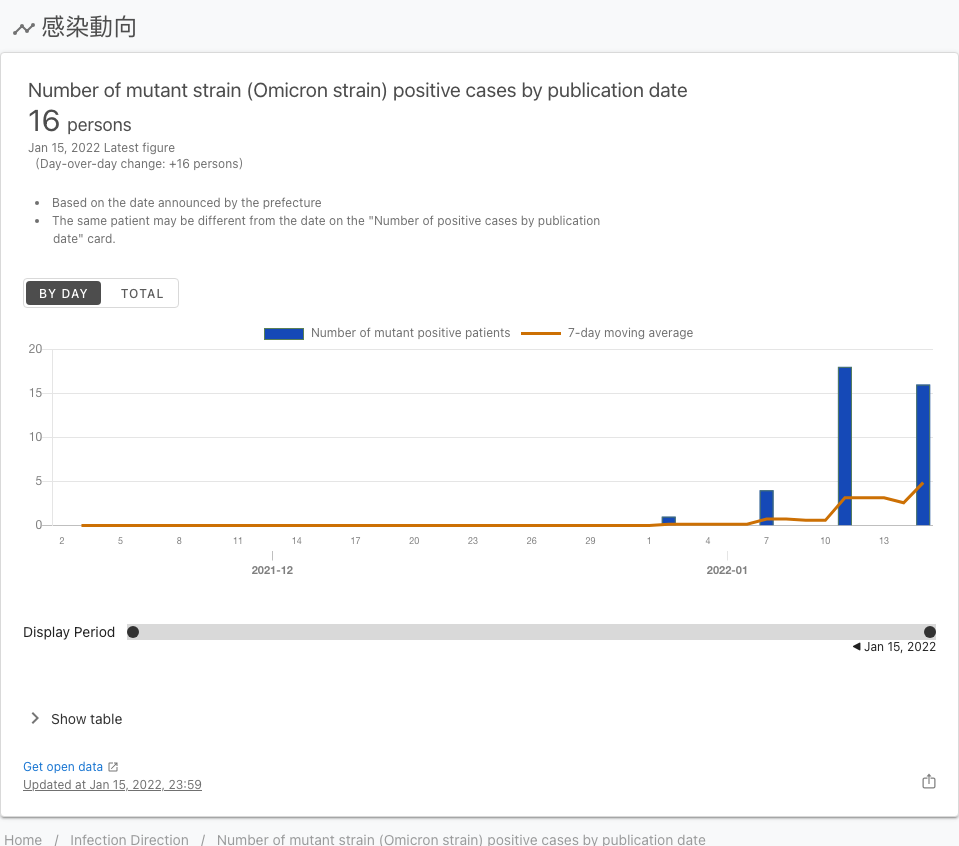 感染動向
Number of mutant strain (Omicron strain) positive cases by publication date
16 persons
Jan 15, 2022 Latest figure
(Day-over-day change: +16 persons)
Based on the date announced by the prefecture
The same patient may be different from the date on the "Number of positive cases by publication
date" card.
BY DAY TOTAL
Number of mutant positive patients 7-day moving average
20
15
10
5
0
2 5 8 11 14 17 20 23 26 29 1 4 7 10 13
2021-12 2022-01
Display Period
Jan 15, 2022
Show table
Get open data
Updated at Jan 15, 2022, 23:59
Home / Infection Direction / Number of mutant strain (Omicron strain) positive cases by publication date